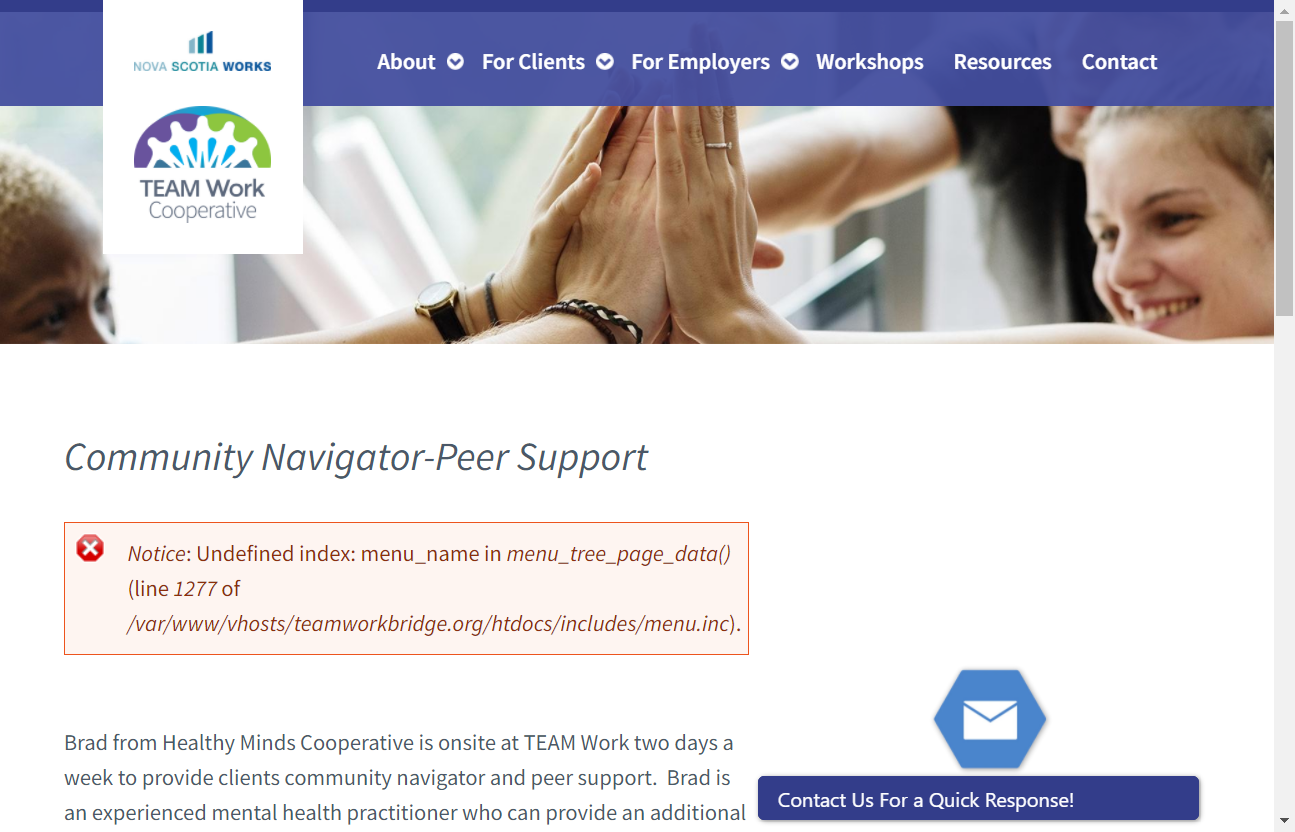 NOVA SCOTIA WORKS
TEAM Work
Cooperative
About
For Clients
For Employers
Workshops
Resources
Contact
Community Navigator-Peer Support
Notice: Undefined index: menu_name in menu_tree_page_data()
(line 1277 of
/var/www/vhosts/teamworkbridge.org/htdocs/includes/menu.inc).
Brad from Healthy Minds Cooperative is onsite at TEAM Work two days a
week to provide clients community navigator and peer support.  Brad is
an experienced mental health practitioner who can provide an additional
Contact Us For a Quick Response!